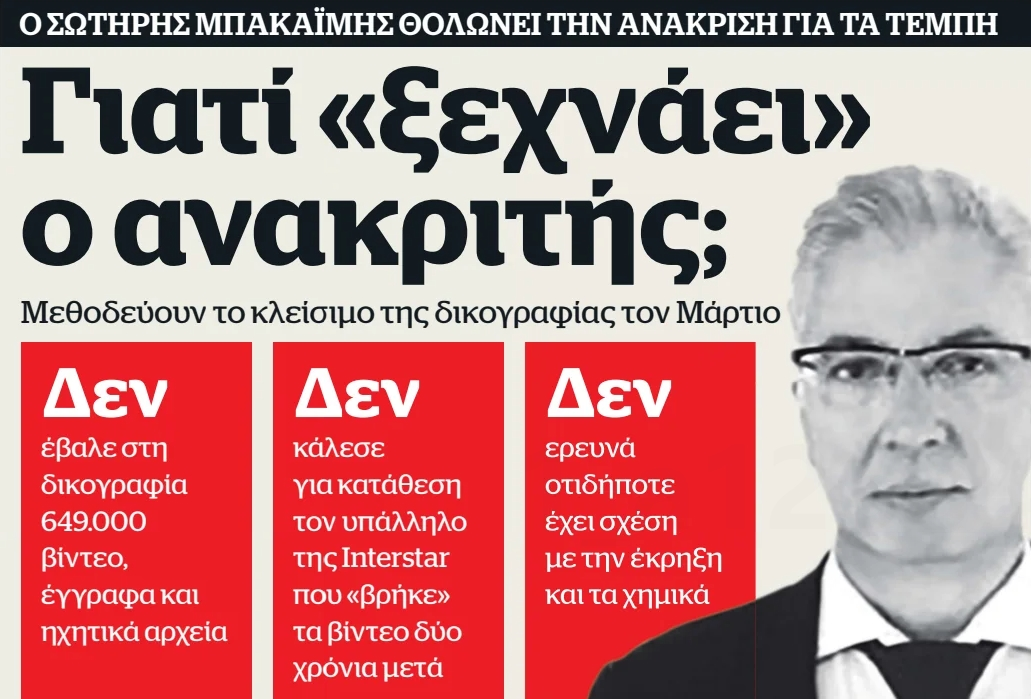 Ο ΣΩΤΗΡΗΣ ΜΠΑΚΑΪΜΗΣ ΘΟΛΩΝΕΙ ΤΗΝ ΑΝΑΚΡΙΣΗ ΓΙΑ ΤΑ ΤΕΜΠΗ
Γιατί «ξεχνάει»
ο ανακριτής;
Μεθοδεύουν το κλείσιμο της δικογραφίας τον Μάρτιο
Δεν
έβαλε στη
δικογραφία
649.000
βίντεο,
έγγραφα και
ηχητικά αρχεία
Δεν
κάλεσε
για κατάθεση
τον υπάλληλο
της Interstar
που «βρήκε»
τα βίντεο δύο
χρόνια μετά
Δεν
ερευνά
οτιδήποτε
έχει σχέση
με την έκρηξη
και τα χημικά